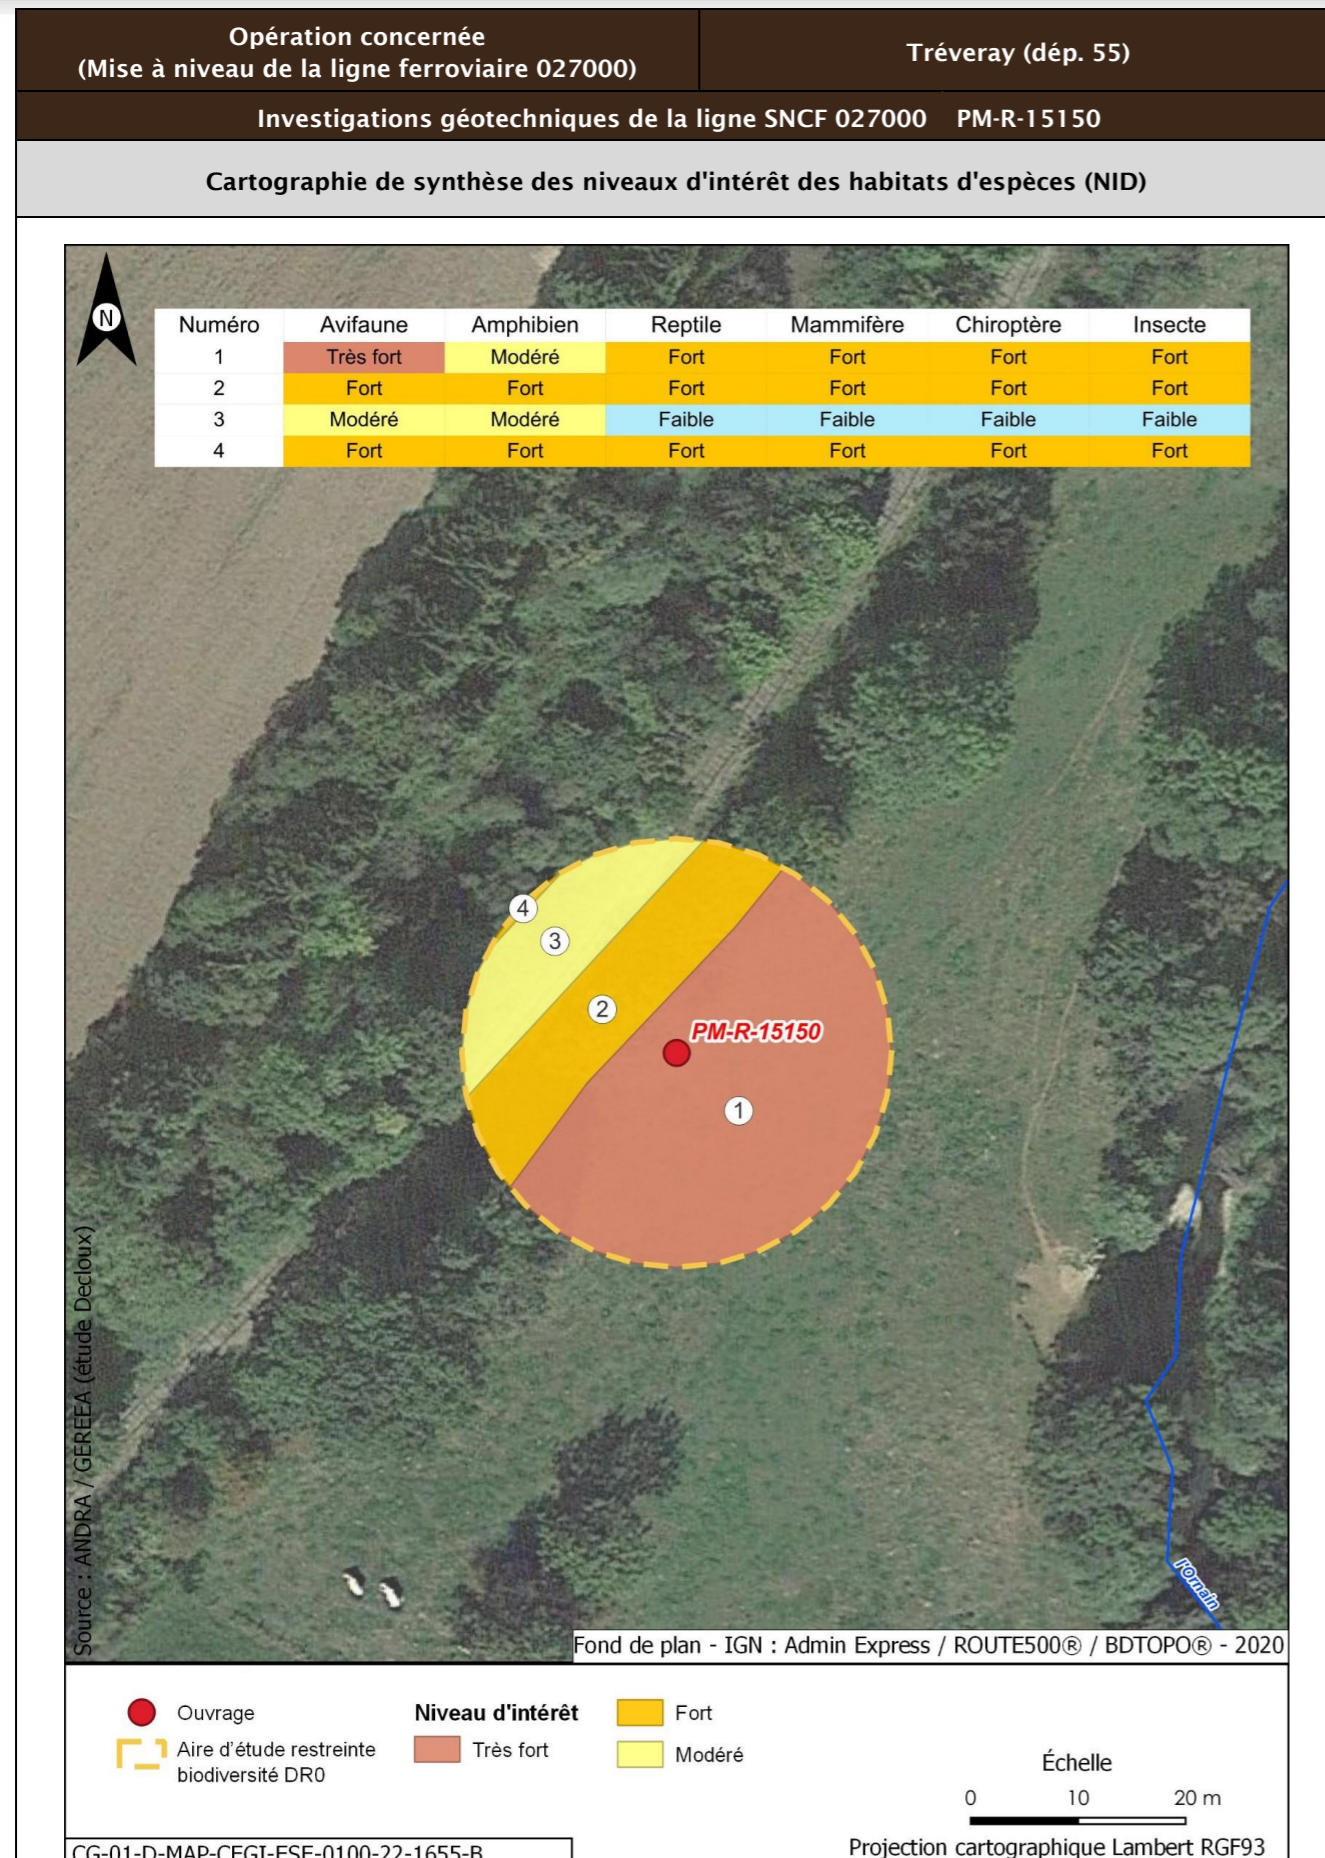 Opération concernée
(Mise à niveau de la ligne ferroviaire 027000)
Tréveray (dép. 55)
Investigations géotechniques de la ligne SNCF 027000 PM-R-15150
Cartographie de synthèse des niveaux d'intérêt des habitats d'espèces (NID)
N
Numéro Avifaune Amphibien Reptile Mammifère Chiroptère Insecte
1 Très fort Modéré Fort Fort Fort Fort
2 Fort Fort Fort Fort Fort Fort
3 Modéré Modéré Faible Faible Faible Faible
4 Fort Fort Fort Fort Fort Fort
4
3
2
PM-R-15150
1
Source : ANDRA / GEREEA (étude Decloux)
l'Ornain
Fond de plan - IGN : Admin Express / ROUTE500® / BDTOPO® - 2020
Ouvrage
Aire d'étude restreinte
biodiversité DR0
Niveau d'intérêt
Très fort
Fort
Modéré
Échelle
0 10 20 m
Projection cartographique Lambert RGF93
CG-01-D-MAP-CEGI-ESE-0100-22-1655-B